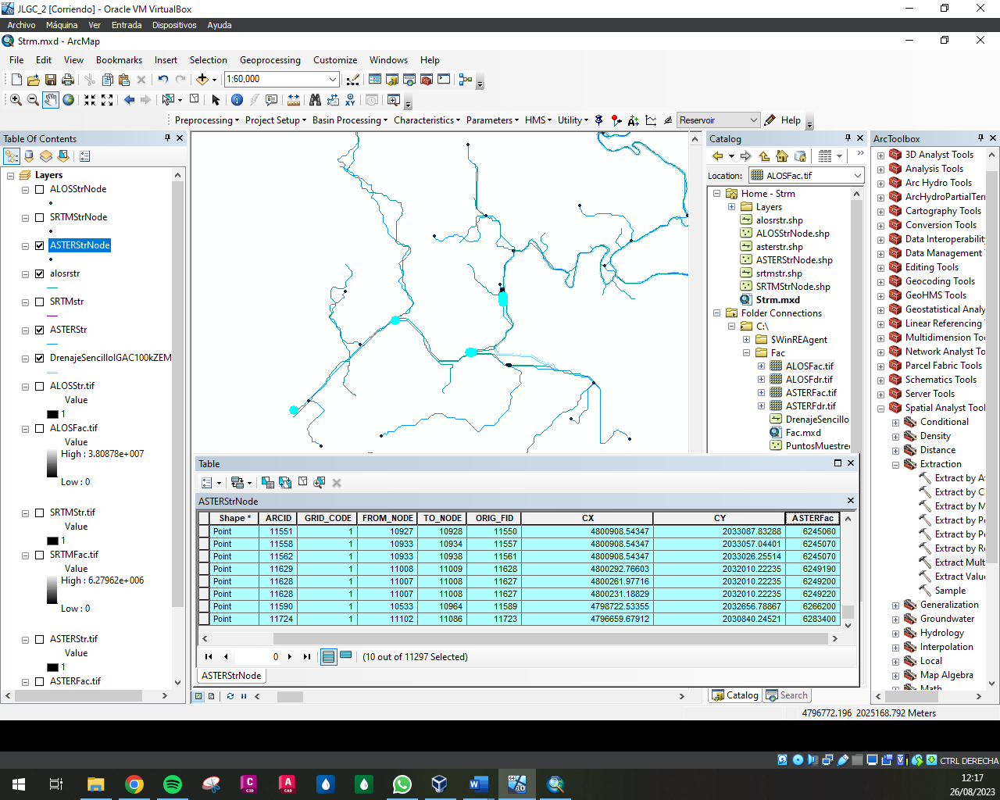 JLGC_2 [Corriendo] - Oracle VM VirtualBox
Archivo Máquina Ver Entrada Dispositivos Ayuda
Strm.mxd - ArcMap
File Edit View Bookmarks Insert Selection Geoprocessing Customize Windows Help
1:60,000
Preprocessing Project Setup Basin Processing Characteristics Parameters HMS Utility Reservoir Help
Table Of Contents
Layers
ALOSStrNode
SRTMStrNode
ASTERStrNode
alosrstr
SRTMstr
ASTERStr
DrenajeSencilloIGAC100kZEM
ALOSStr.tif
Value
1
ALOSFac.tif
Value
High : 3.80878e+007
Low : 0
SRTMStr.tif
Value
1
SRTMFac.tif
Value
High : 6.27962e+006
Low : 0
ASTERStr.tif
Value
1
ASTERFac.tif
Table
ASTERStrNode
Shape * ARCID GRID_CODE FROM_NODE TO_NODE ORIG_FID CX CY ASTERFac
Point 11551 1 10927 10928 11550 4800908.54347 2033087.83288 6245060
Point 11558 1 10933 10934 11557 4800908.54347 2033057.04401 6245070
Point 11562 1 10933 10938 11561 4800908.54347 2033026.25514 6245070
Point 11629 1 11008 11009 11628 4800292.76603 2032010.22235 6249190
Point 11628 1 11007 11008 11627 4800261.97716 2032010.22235 6249200
Point 11628 1 11007 11008 11627 4800231.18829 2032010.22235 6249220
Point 11590 1 10533 10964 11589 4798722.53355 2032656.78867 6266200
Point 11724 1 11102 11086 11723 4796659.67912 2030840.24521 6283400
0 (10 out of 11297 Selected)
ASTERStrNode
Catalog
Location: ALOSFac.tif
Home - Strm
Layers
alosrstr.shp
ALOSStrNode.shp
asterstr.shp
ASTERStrNode.shp
srtmstr.shp
SRTMStrNode.shp
Strm.mxd
Folder Connections
C:\
$WinREAgent
Fac
ALOSFac.tif
ALOSFdr.tif
ASTERFac.tif
ASTERFdr.tif
DrenajeSencillo
Fac.mxd
PuntosMuestre
Catalog Search
ArcToolbox
3D Analyst Tools
Analysis Tools
Arc Hydro Tools
ArcHydroPartialTerr
Cartography Tools
Conversion Tools
Data Interoperability
Data Management
Editing Tools
Geocoding Tools
GeoHMS Tools
Geostatistical Analy
Linear Referencing
Multidimension Tool
Network Analyst To
Parcel Fabric Tools
Schematics Tools
Server Tools
Spatial Analyst Tool
Conditional
Density
Distance
Extraction
Extract by A
Extract by C
Extract by M
Extract by P
Extract by P
Extract by R
Extract Mult
Extract Value
Sample
Generalization
Groundwater
Hydrology
Interpolation
Local
Map Algebra
Math
4796772.196 2025168.792 Meters
CTRL DERECHA
12:17
26/08/2023